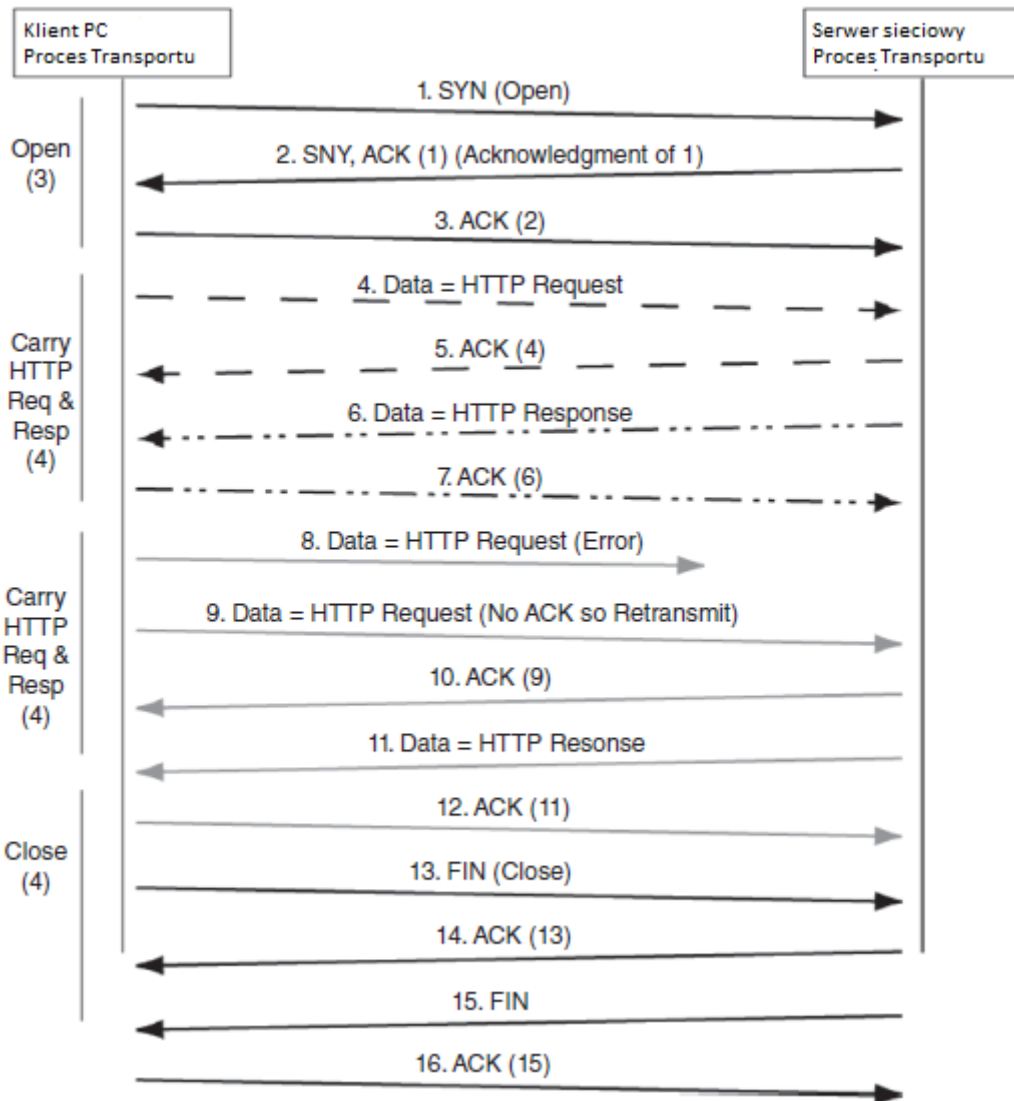 Klient PC
Proces Transportu
Serwer sieciowy
Proces Transportu
1. SYN (Open)
Open
(3)
2. SNY, ACK (1) (Acknowledgment of 1)
3. ACK (2)
4. Data = HTTP Request
Carry
HTTP
Req &
Resp
(4)
5. ACK (4)
6. Data = HTTP Response
7. ACK (6)
8. Data = HTTP Request (Error)
Carry
HTTP
Req &
Resp
(4)
9. Data = HTTP Request (No ACK so Retransmit)
10. ACK (9)
11. Data = HTTP Resonse
12. ACK (11)
Close
(4)
13. FIN (Close)
14. ACK (13)
15. FIN
16. ACK (15)